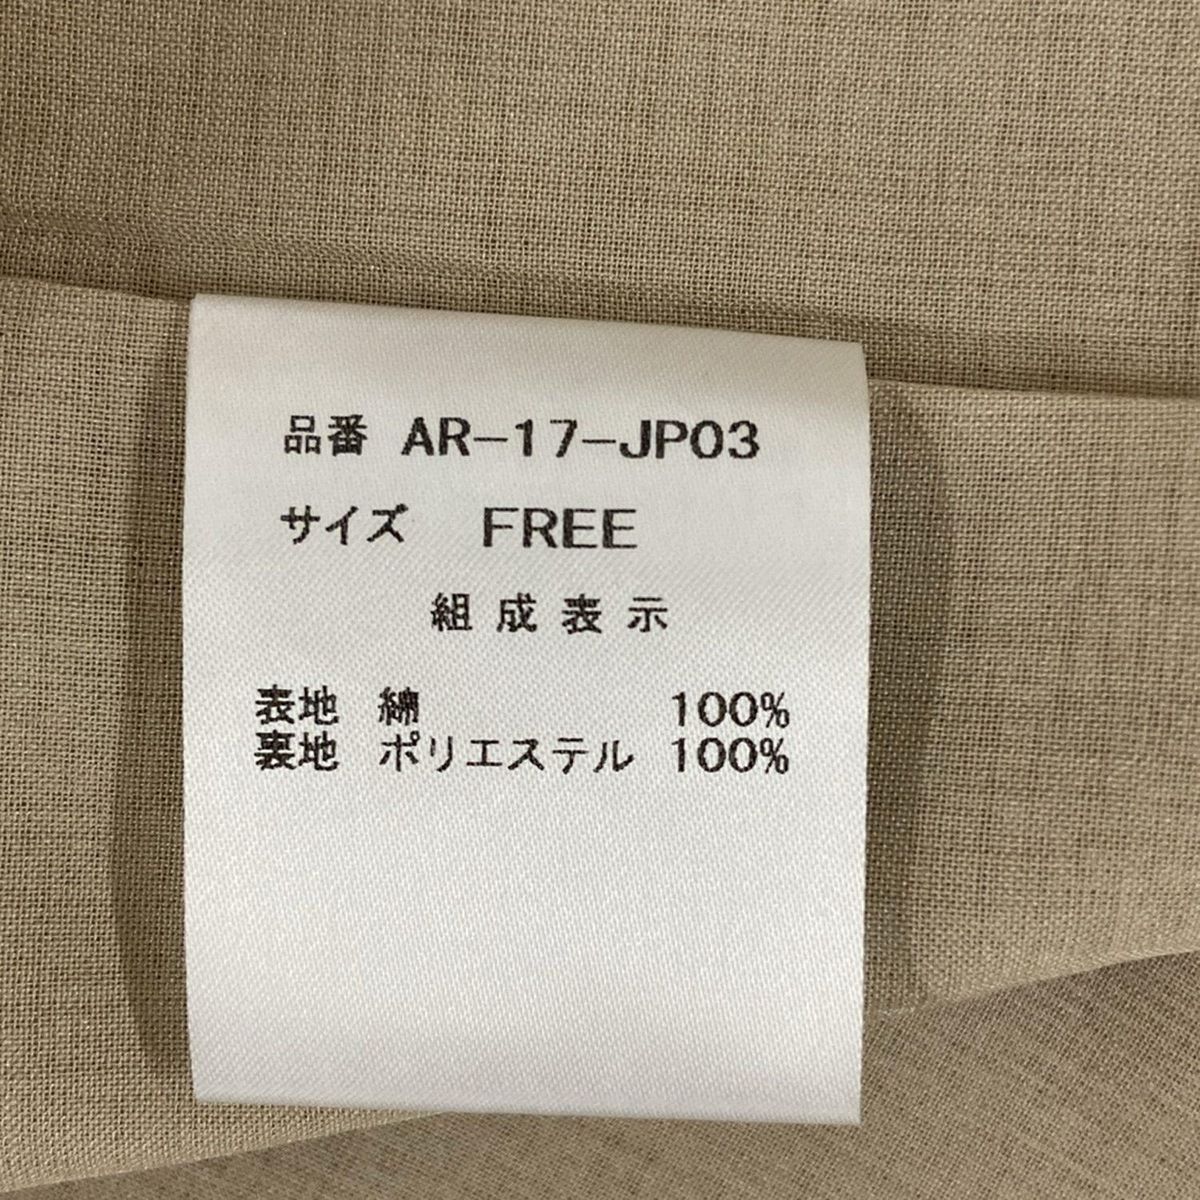 品番 AR-17-JP03
サイズ FREE
組成表示
表地 綿 100%
裏地 ポリエステル 100%